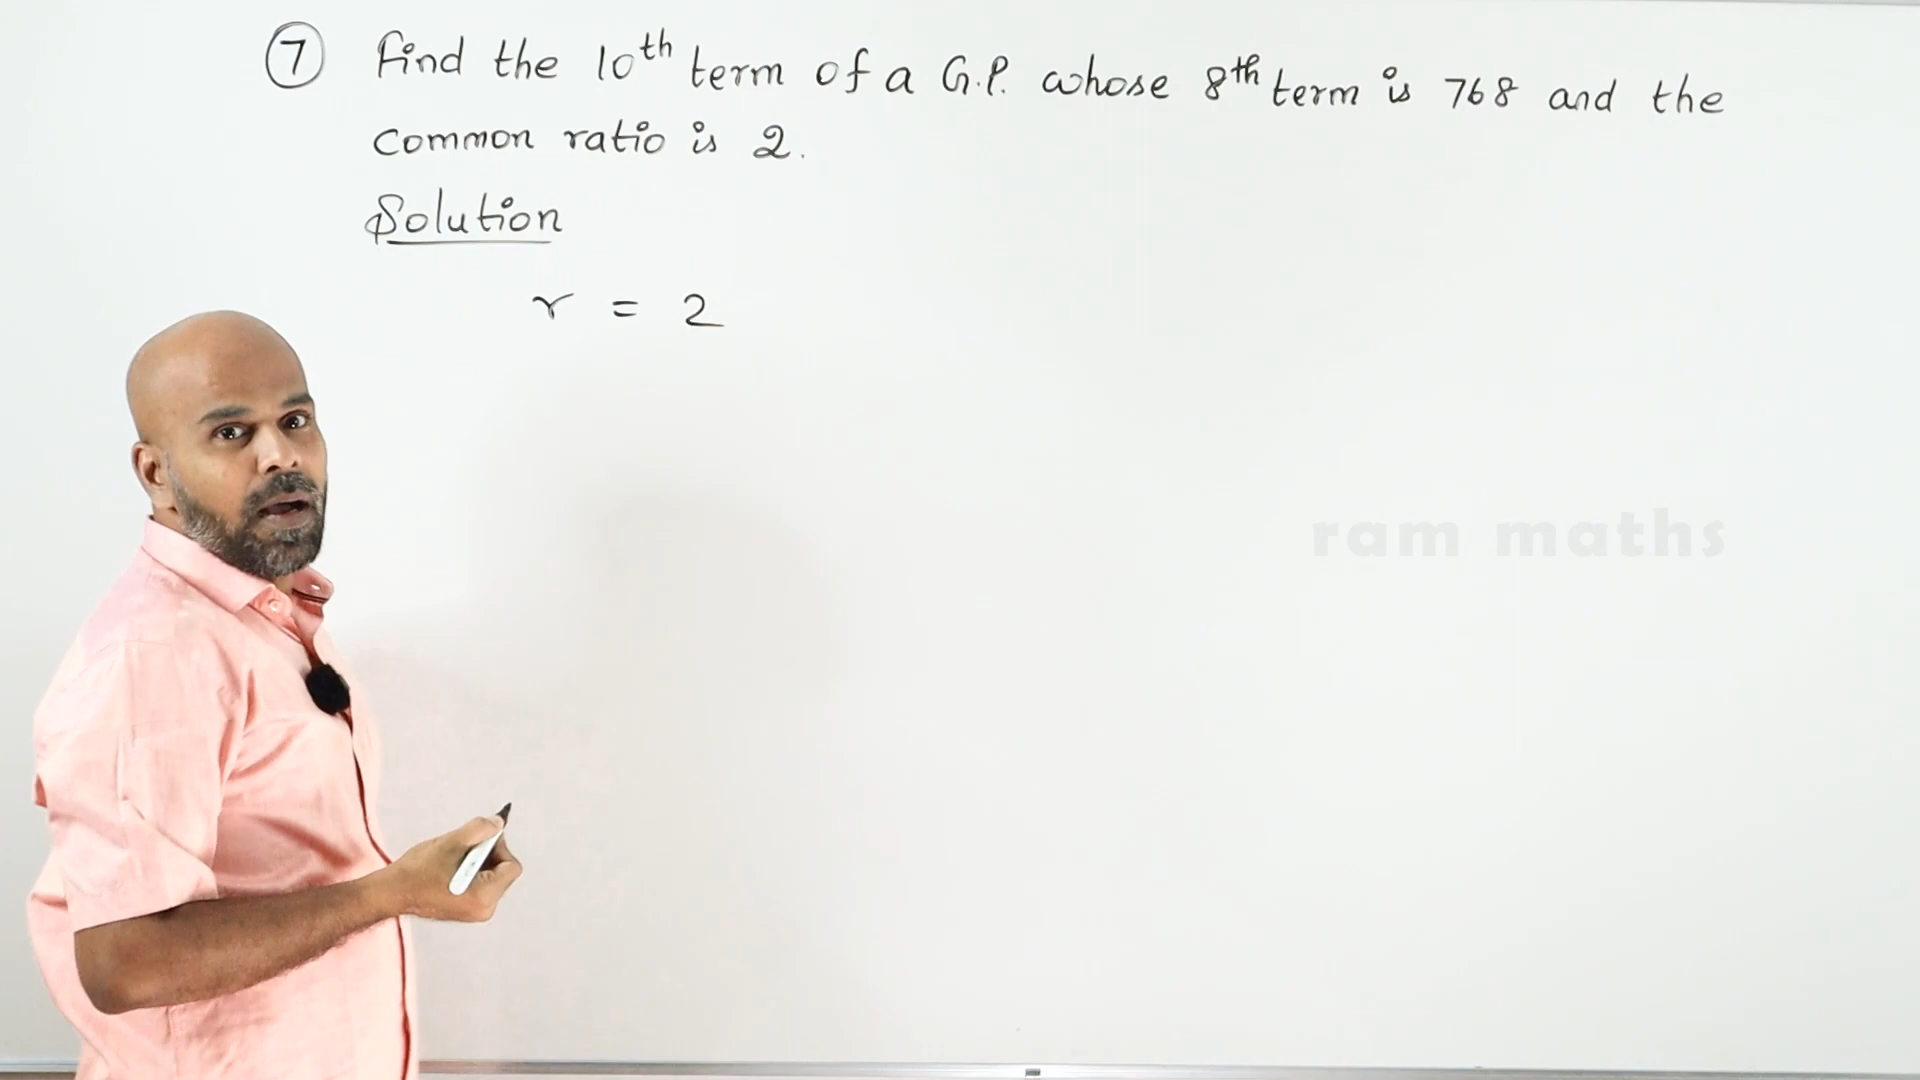 7 Find the 10th term of a G.P. whose 8th term is 768 and the
common ratio is 2.
Solution
r = 2
ram maths